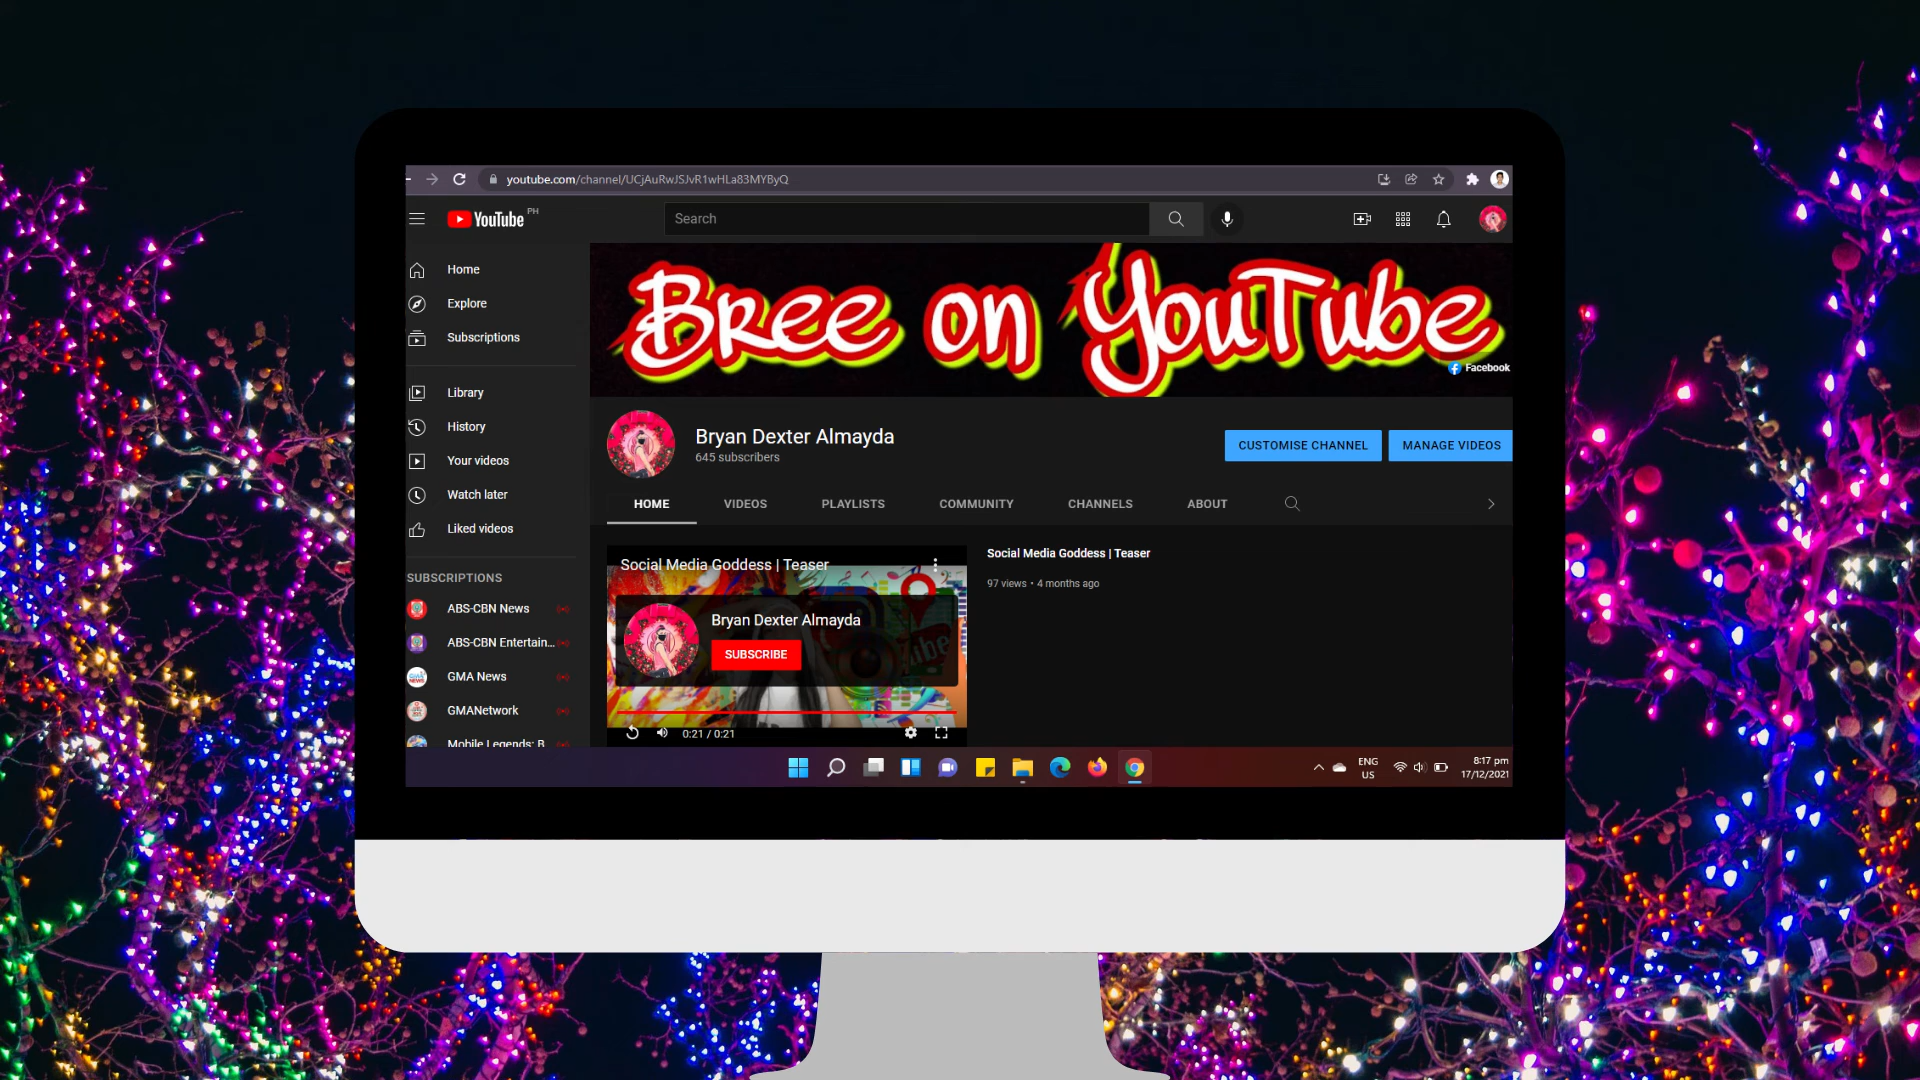 youtube.com/channel/UCjAuRwJSJvR1wHLa83MYByQ
YouTube PH
Search
Home
Explore
Subscriptions
Library
History
Your videos
Watch later
Liked videos
SUBSCRIPTIONS
ABS-CBN News
ABS-CBN Entertain...
GMA News
GMANetwork
Mobile Legends: B
Bree on YouTube
Facebook
Bryan Dexter Almayda
645 subscribers
CUSTOMISE CHANNEL
MANAGE VIDEOS
HOME
VIDEOS
PLAYLISTS
COMMUNITY
CHANNELS
ABOUT
Social Media Goddess | Teaser
Bryan Dexter Almayda
SUBSCRIBE
0:21 / 0:21
Social Media Goddess | Teaser
97 views • 4 months ago
ENG
US
8:17 pm
17/12/2021